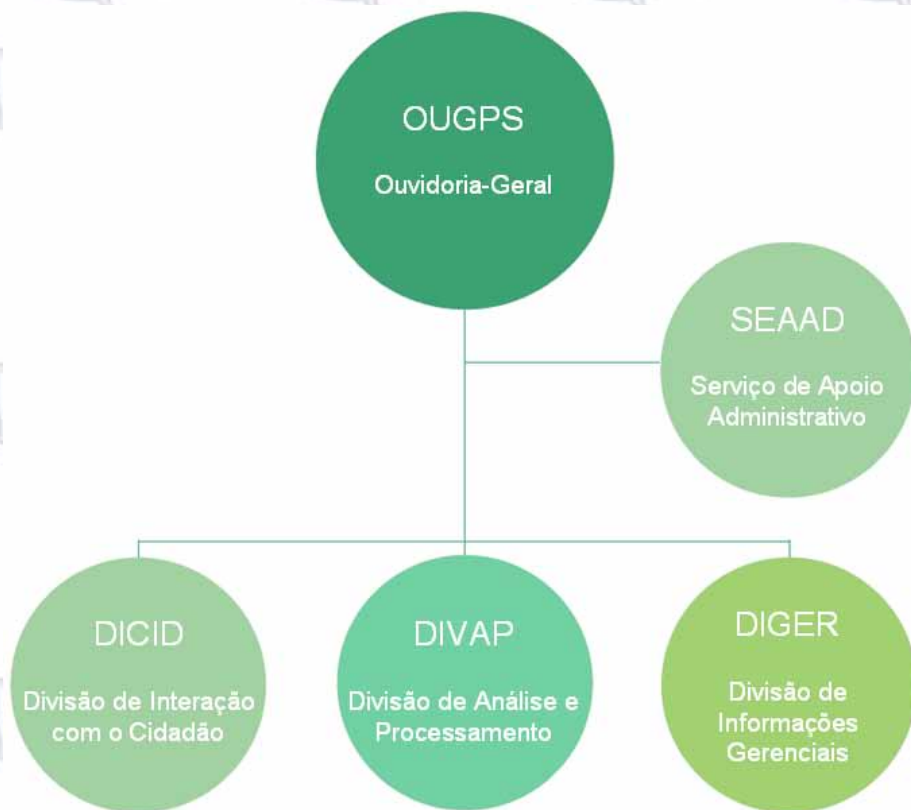 OUGPS
Ouvidoria-Geral
SEAAD
Serviço de Apoio
Administrativo
DICID
Divisão de Interação
com o Cidadão
DIVAP
Divisão de Análise e
Processamento
DIGER
Divisão de
Informações
Gerenciais